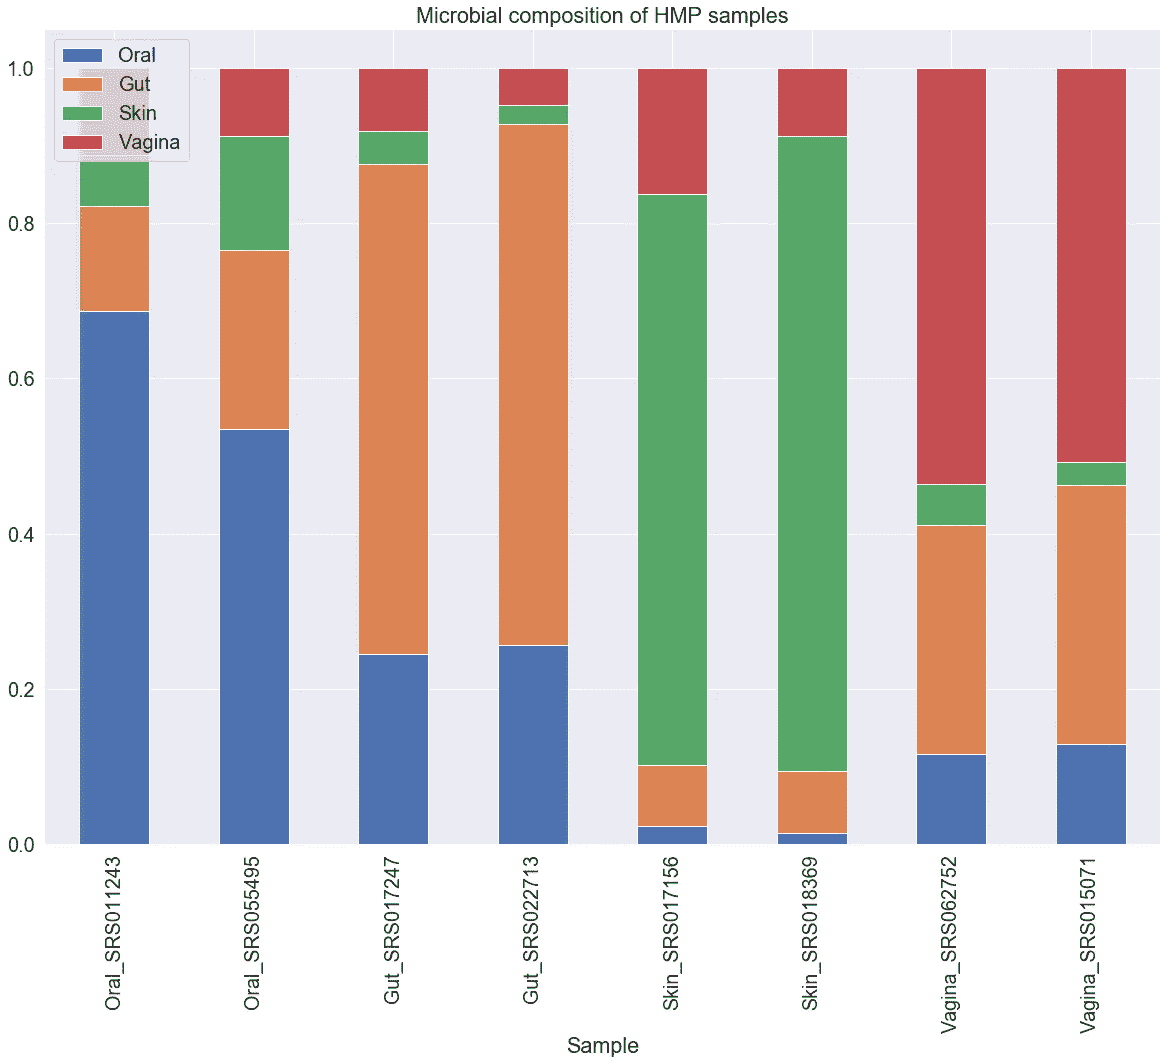 Microbial composition of HMP samples
Oral
Gut
Skin
Vagina
1.0
0.8
0.6
0.4
0.2
0.0
Oral_SRS011243
Oral_SRS055495
Gut_SRS017247
Gut_SRS022713
Skin_SRS017156
Skin_SRS018369
Vagina_SRS062752
Vagina_SRS015071
Sample